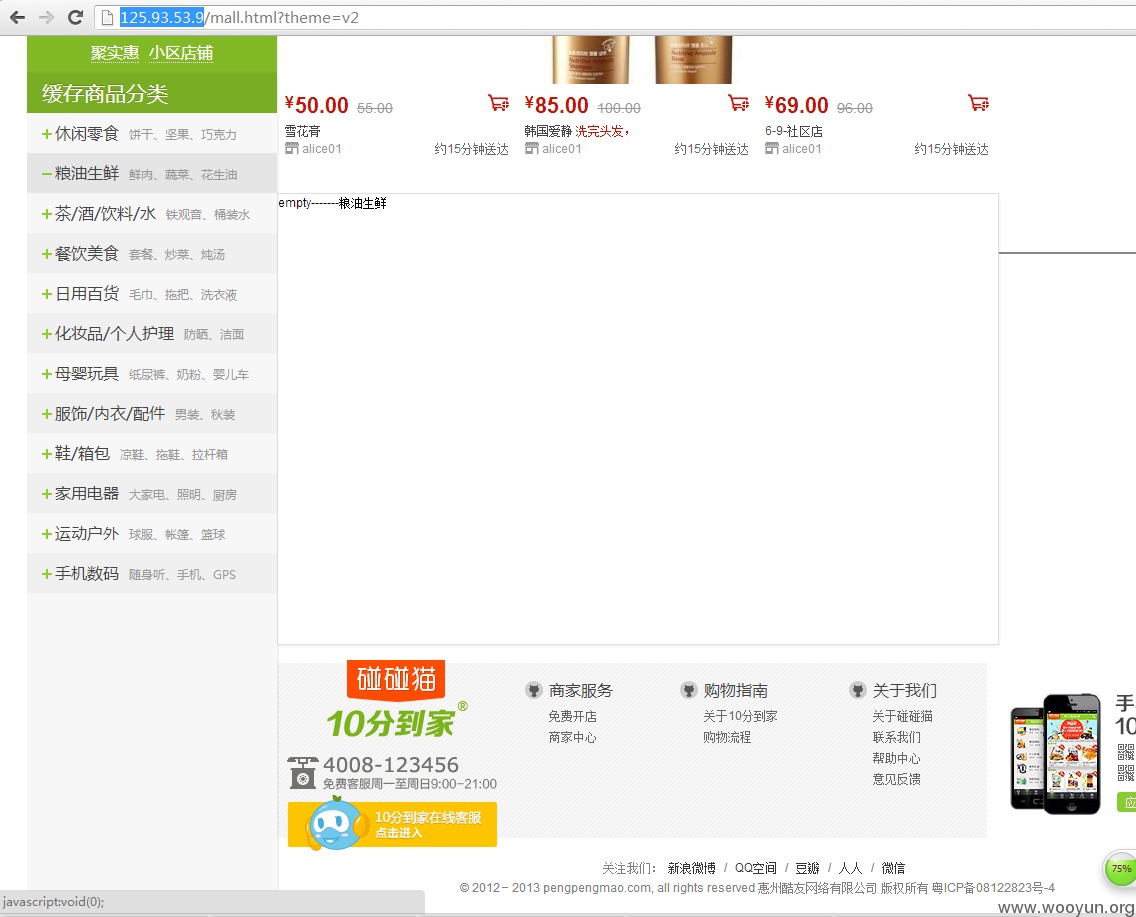 125.93.53.9/mall.html?theme=v2
聚实惠 小区店铺
缓存商品分类
+休闲零食 饼干、坚果、巧克力
−粮油生鲜 鲜肉、蔬菜、花生油
+茶/酒/饮料/水 铁观音、桶装水
+餐饮美食 套餐、炒菜、炖汤
+日用百货 毛巾、拖把、洗衣液
+化妆品/个人护理 防晒、洁面
+母婴玩具 纸尿裤、奶粉、婴儿车
+服饰/内衣/配件 男装、秋装
+鞋/箱包 凉鞋、拖鞋、拉杆箱
+家用电器 大家电、照明、厨房
+运动户外 球服、帐篷、篮球
+手机数码 随身听、手机、GPS
¥50.00 55.00
雪花膏
alice01 约15分钟送达
¥85.00 100.00
韩国爱静 洗完头发，
alice01 约15分钟送达
¥69.00 96.00
6-9-社区店
alice01 约15分钟送达
empty-------粮油生鲜
碰碰猫
10分到家®
4008-123456
免费客服周一至周日9:00-21:00
10分到家在线客服
点击进入
商家服务
免费开店
商家中心
购物指南
关于10分到家
购物流程
关于我们
关于碰碰猫
联系我们
帮助中心
意见反馈
手
10
应
75%
关注我们： 新浪微博 / QQ空间 / 豆瓣 / 人人 / 微信
© 2012 – 2013 pengpengmao.com, all rights reserved 惠州酷友网络有限公司 版权所有 粤ICP备08122823号-4
javascript:void(0);
www.wooyun.org